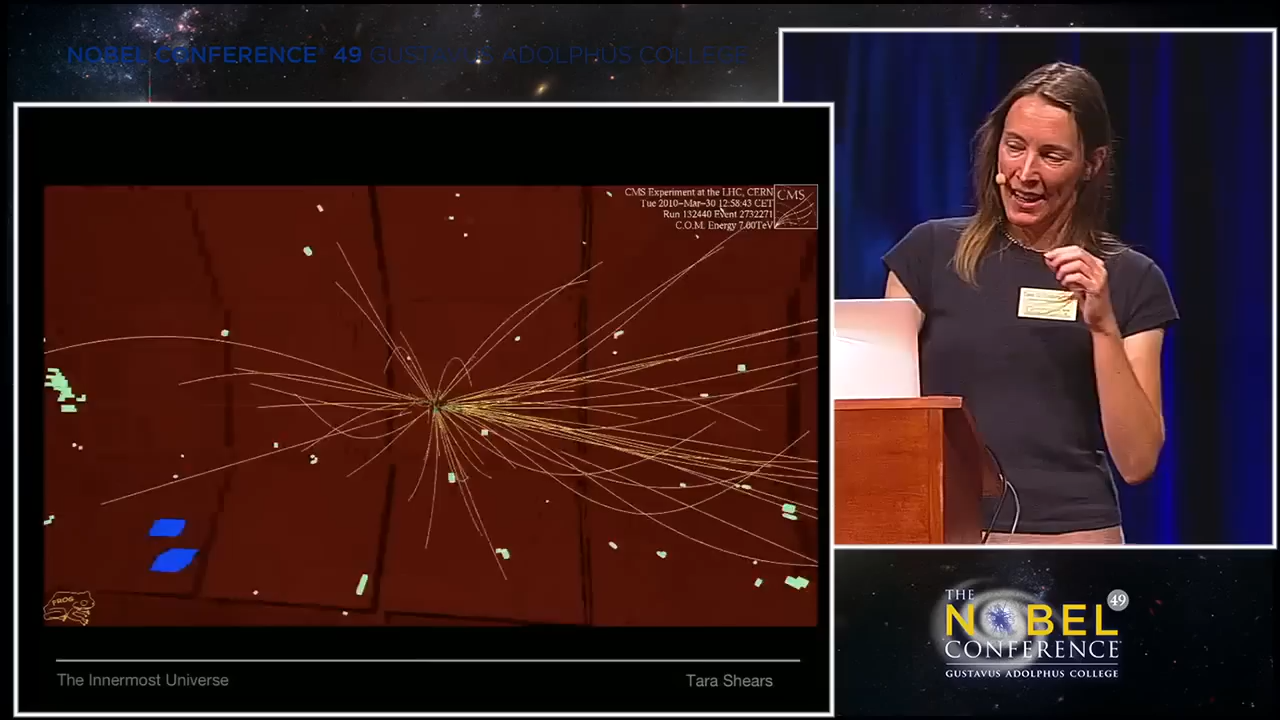 NOBEL CONFERENCE® 49 GUSTAVUS ADOLPHUS COLLEGE
CMS Experiment at the LHC, CERN
Tue 2010-Mar-30 12:58:43 CET
Run 132440 Event 2732271
C.O.M. Energy 7.00TeV
CMS
FROG
The Innermost Universe
Tara Shears
THE
NOBEL
49
CONFERENCE
GUSTAVUS ADOLPHUS COLLEGE